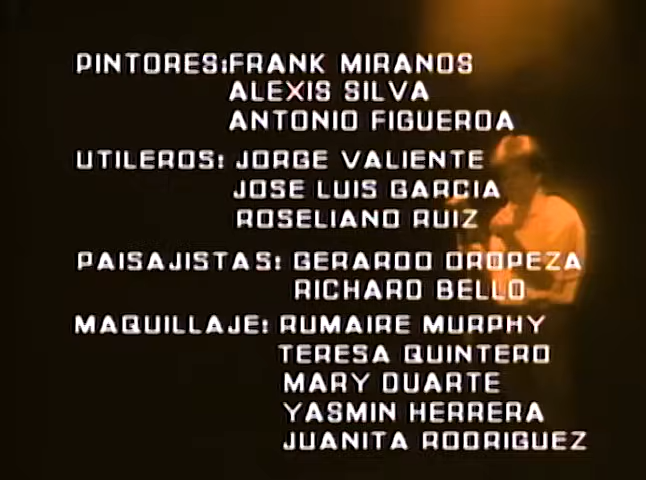 PINTORES:FRANK MIRANOS
ALEXIS SILVA
ANTONIO FIGUEROA
UTILEROS: JORGE VALIENTE
JOSE LUIS GARCIA
ROSELIANO RUIZ
PAISAJISTAS: GERARDO OROPEZA
RICHARD BELLO
MAQUILLAJE: RUMAIRE MURPHY
TERESA QUINTERO
MARY DUARTE
YASMIN HERRERA
JUANITA RODRIGUEZ